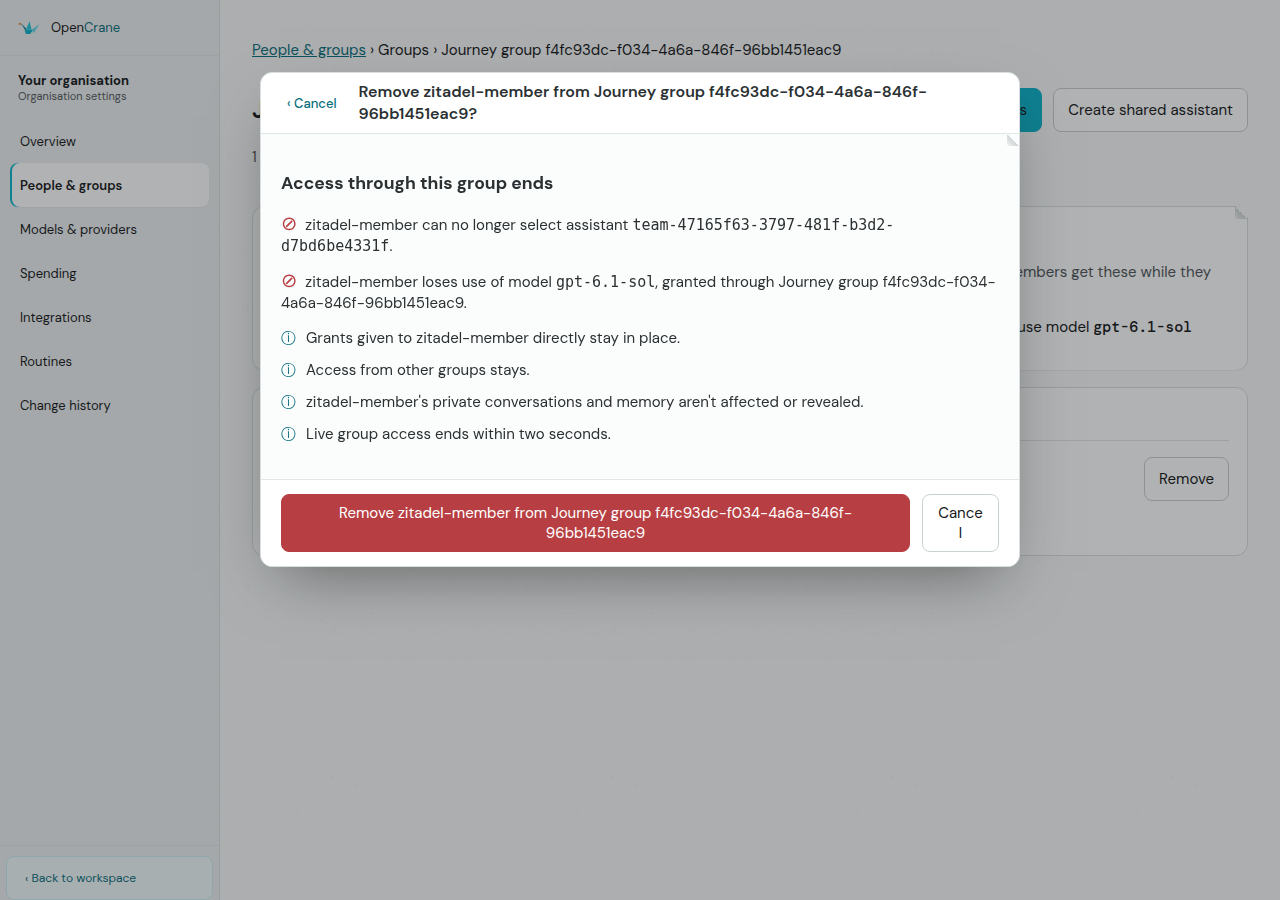 OpenCrane
Your organisation
Organisation settings
Overview
People & groups
Models & providers
Spending
Integrations
Routines
Change history
‹ Back to workspace
People & groups › Groups › Journey group f4fc93dc-f034-4a6a-846f-96bb1451eac9
Create shared assistant
‹ Cancel
Remove zitadel-member from Journey group f4fc93dc-f034-4a6a-846f-
96bb1451eac9?
Access through this group ends
zitadel-member can no longer select assistant team-47165f63-3797-481f-b3d2-
d7bd6be4331f.
zitadel-member loses use of model gpt-6.1-sol, granted through Journey group f4fc93dc-f034-
4a6a-846f-96bb1451eac9.
Grants given to zitadel-member directly stay in place.
Access from other groups stays.
zitadel-member's private conversations and memory aren't affected or revealed.
Live group access ends within two seconds.
Remove zitadel-member from Journey group f4fc93dc-f034-4a6a-846f-
96bb1451eac9
Cance
l
get these while they
use model gpt-6.1-sol
Remove